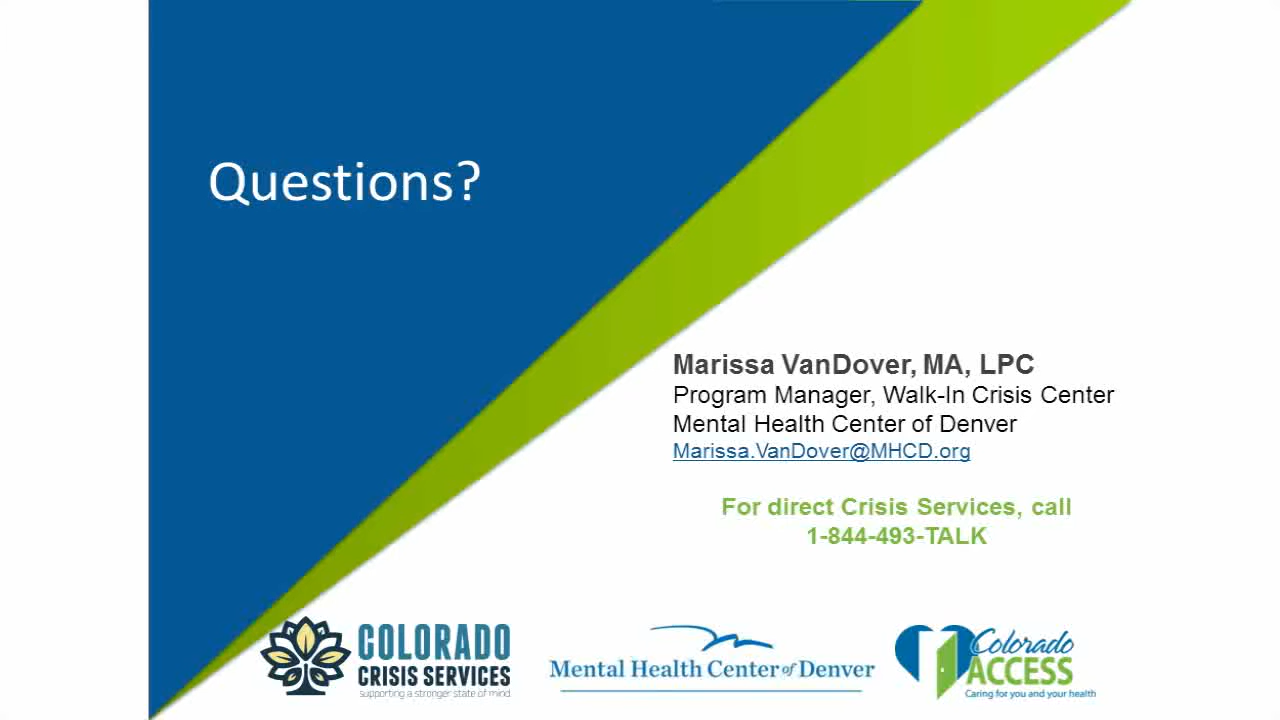 Questions?
Marissa VanDover, MA, LPC
Program Manager, Walk-In Crisis Center
Mental Health Center of Denver
Marissa.VanDover@MHCD.org
For direct Crisis Services, call
1-844-493-TALK
COLORADO
CRISIS SERVICES
supporting a stronger state of mind
Mental Health Center of Denver
Colorado
ACCESS
Caring for you and your health